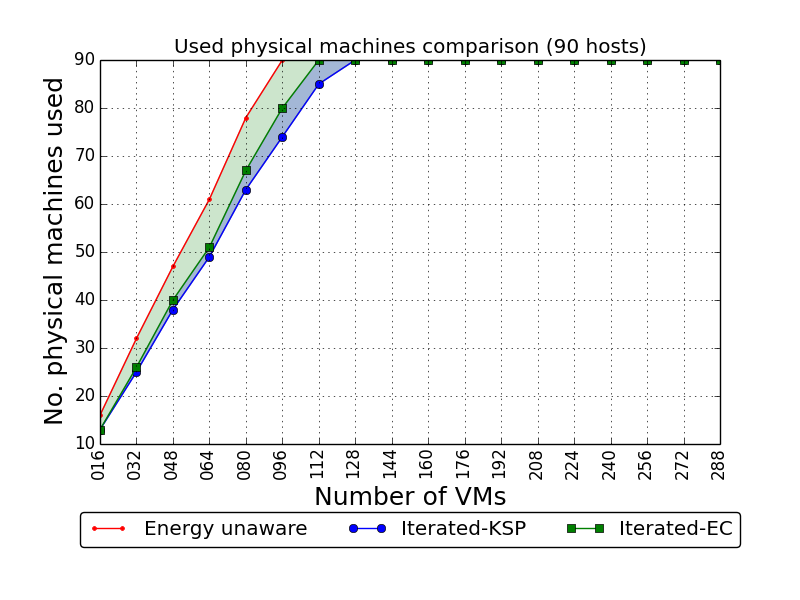 Used physical machines comparison (90 hosts)
No. physical machines used
90
80
70
60
50
40
30
20
10
016 032 048 064 080 096 112 128 144 160 176 192 208 224 240 256 272 288
Number of VMs
Energy unaware Iterated-KSP Iterated-EC